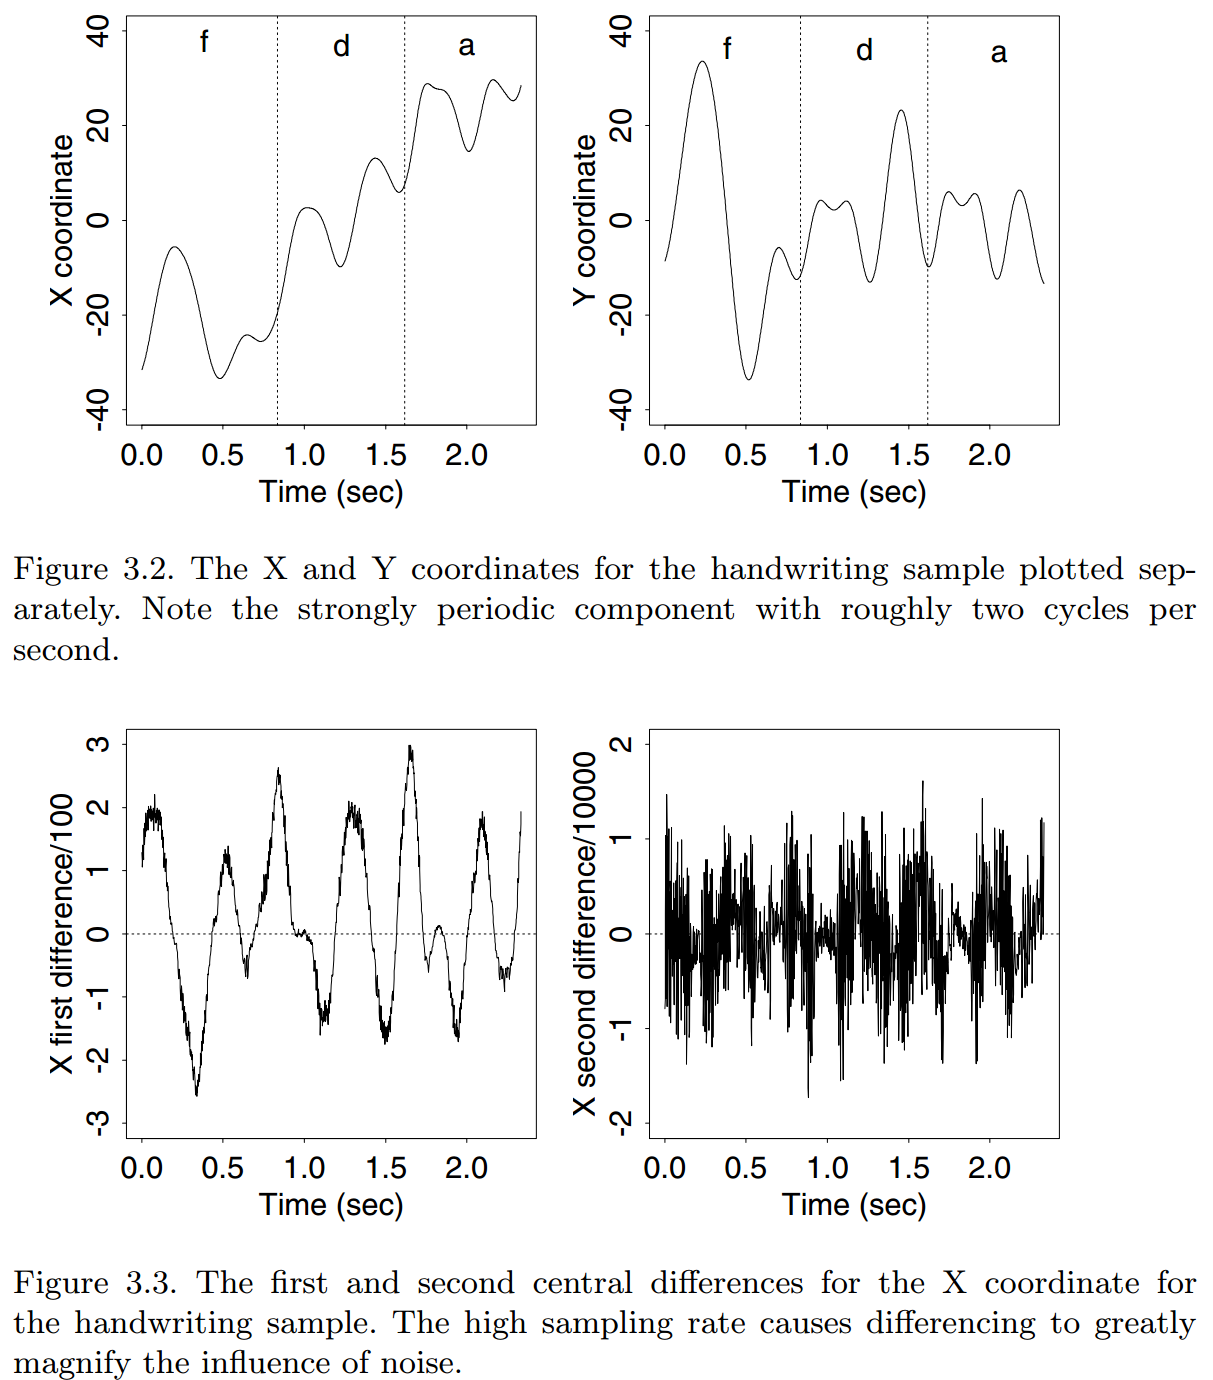 40
20
0
-20
-40
X coordinate
f
d
a
0.0 0.5 1.0 1.5 2.0
Time (sec)
40
20
0
-20
-40
Y coordinate
f
d
a
0.0 0.5 1.0 1.5 2.0
Time (sec)
Figure 3.2. The X and Y coordinates for the handwriting sample plotted sep-
arately. Note the strongly periodic component with roughly two cycles per
second.
3
2
1
0
-1
-2
-3
X first difference/100
0.0 0.5 1.0 1.5 2.0
Time (sec)
2
1
0
-1
-2
X second difference/10000
0.0 0.5 1.0 1.5 2.0
Time (sec)
Figure 3.3. The first and second central differences for the X coordinate for
the handwriting sample. The high sampling rate causes differencing to greatly
magnify the influence of noise.